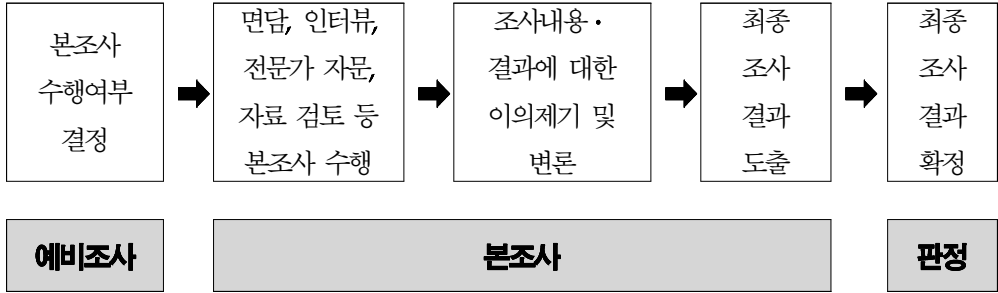 본조사
수행여부
결정
면담, 인터뷰,
전문가 자문,
자료 검토 등
본조사 수행
조사내용·
결과에 대한
이의제기 및
변론
최종
조사
결과
도출
최종
조사
결과
확정
예비조사
본조사
판정